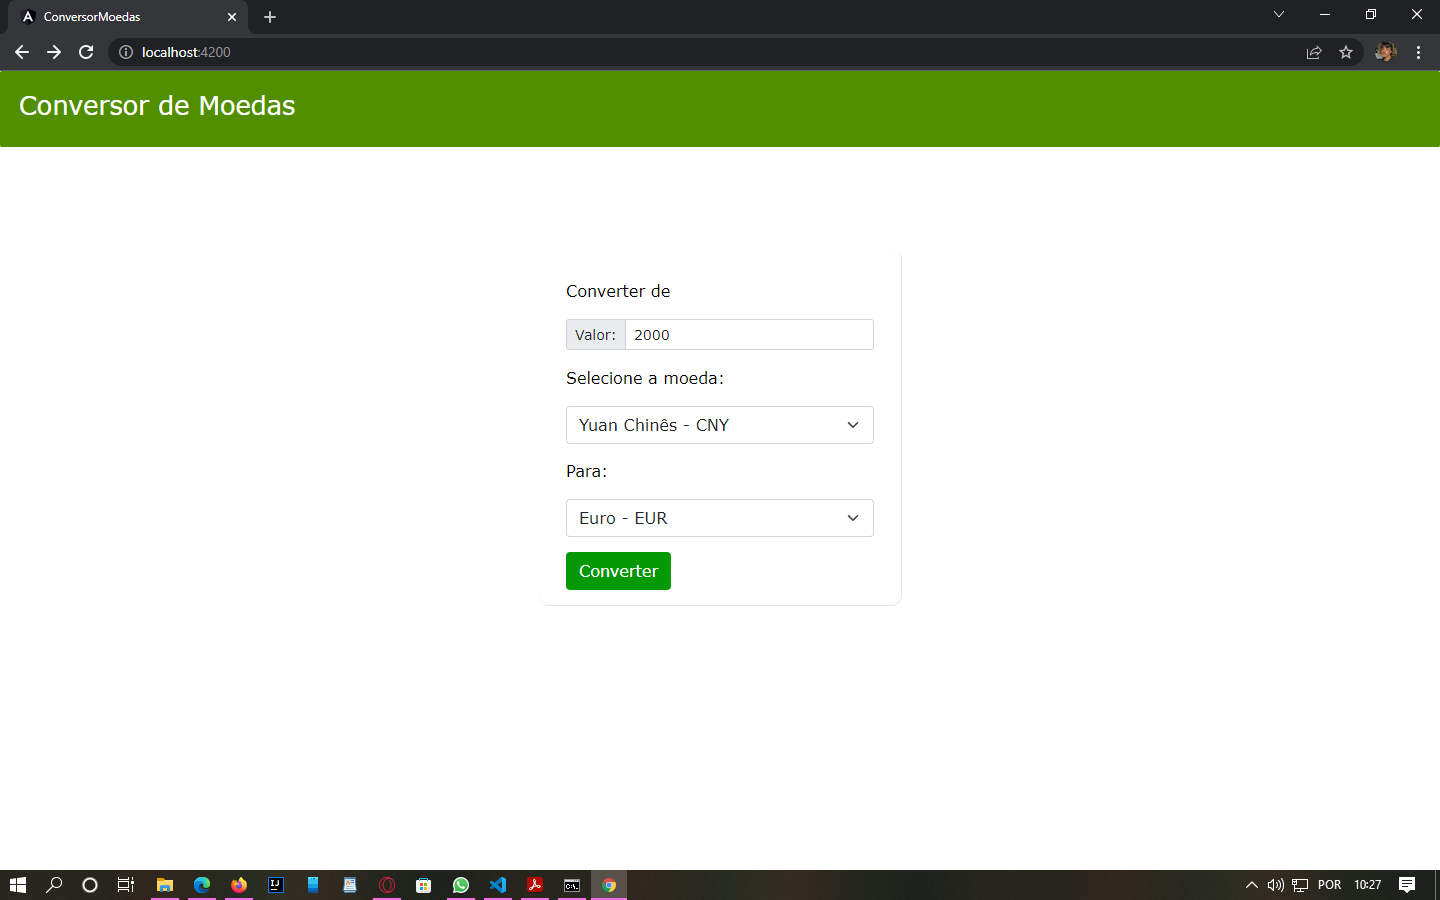 ConversorMoedas
localhost:4200
Conversor de Moedas
Converter de
Valor: 2000
Selecione a moeda:
Yuan Chinês - CNY
Para:
Euro - EUR
Converter
POR 10:27